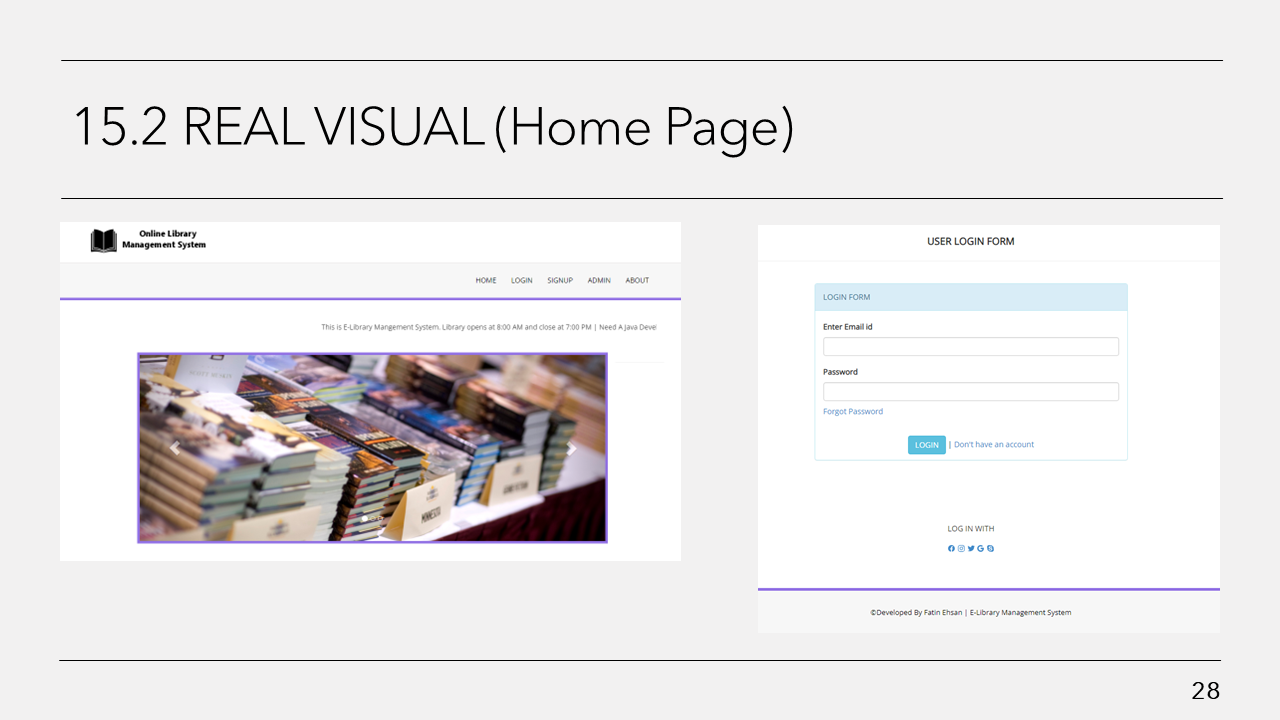 15.2 REAL VISUAL (Home Page)
Online Library
Management System
HOME LOGIN SIGNUP ADMIN ABOUT
This is E-Library Mangement System. Library opens at 8:00 AM and close at 7:00 PM | Need A Java Deve
MINNESOTA
USER LOGIN FORM
LOGIN FORM
Enter Email id
Password
Forgot Password
LOGIN | Don't have an account
LOG IN WITH
©Developed By Fatin Ehsan | E-Library Management System
28